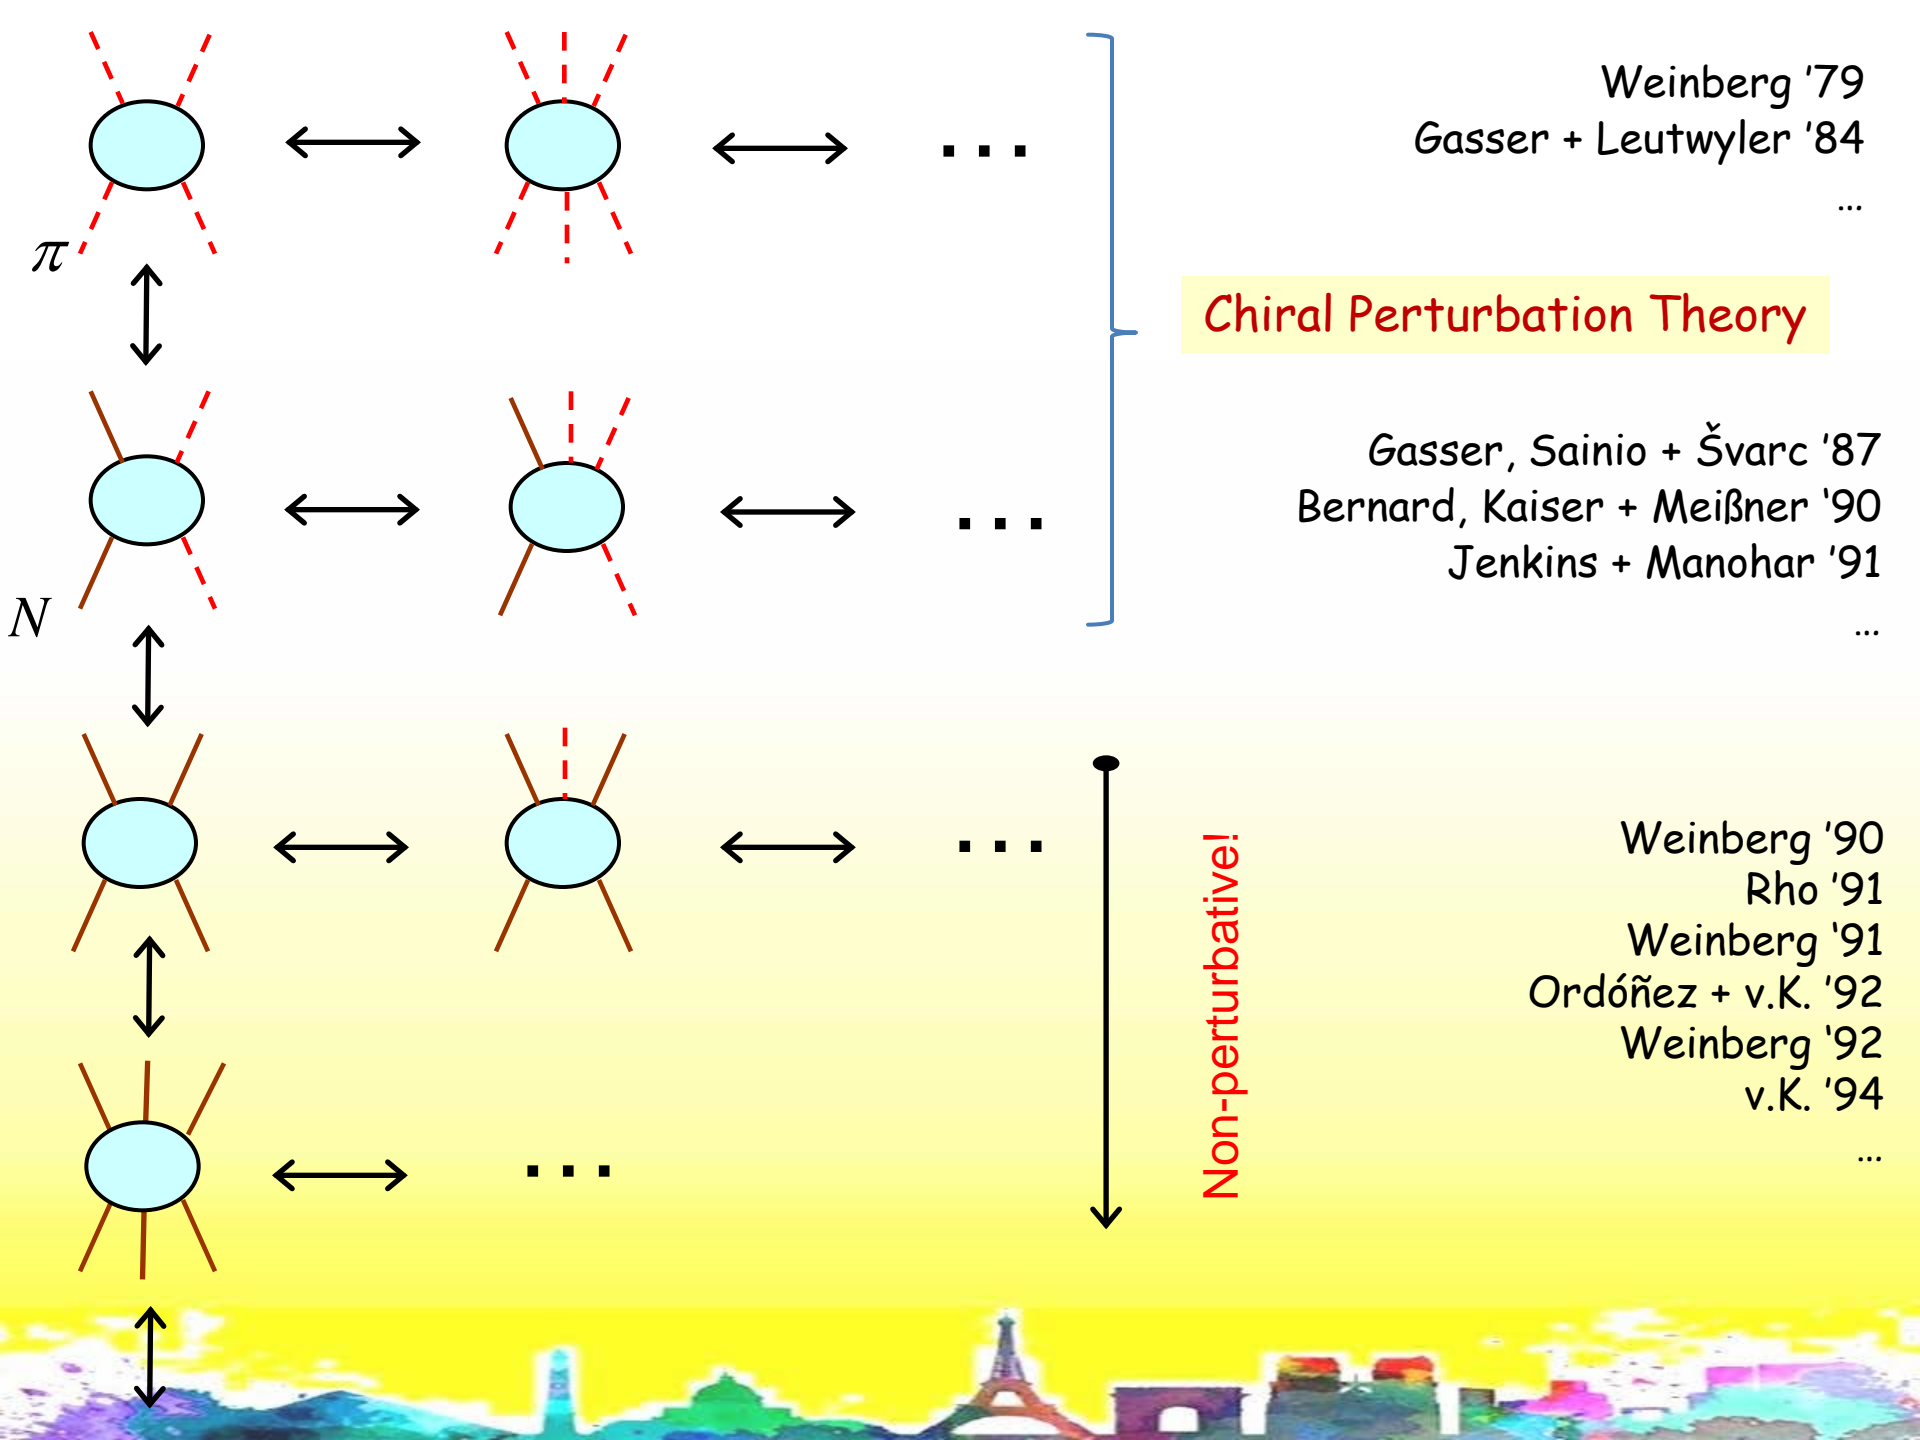 π
N
...
...
...
...
Weinberg ’79
Gasser + Leutwyler ’84
…
Chiral Perturbation Theory
Gasser, Sainio + Švarc ’87
Bernard, Kaiser + Meißner ‘90
Jenkins + Manohar ’91
…
Non-perturbative!
Weinberg ’90
Rho ’91
Weinberg ‘91
Ordóñez + v.K. ’92
Weinberg ‘92
v.K. ’94
…